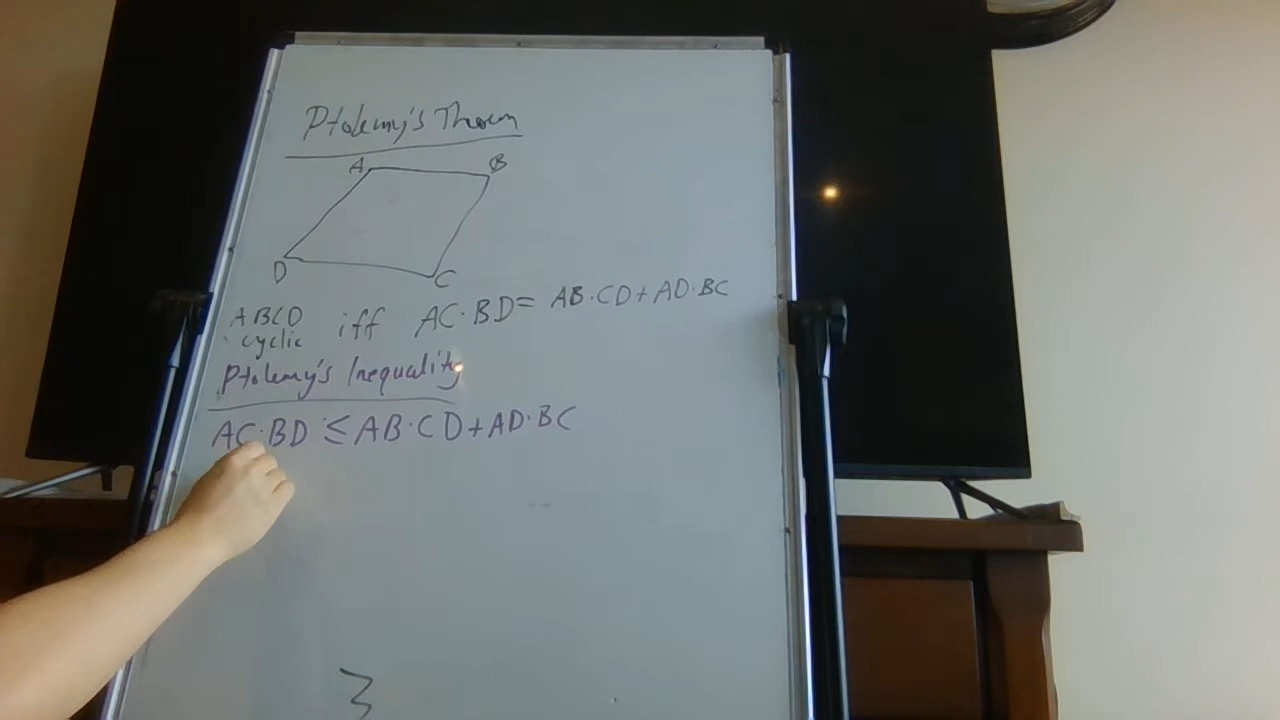 Ptolemy's Theorem
A B
D C
ABCD
cyclic iff AC·BD = AB·CD+AD·BC
Ptolemy's Inequality
AC·BD ≤ AB·CD+AD·BC